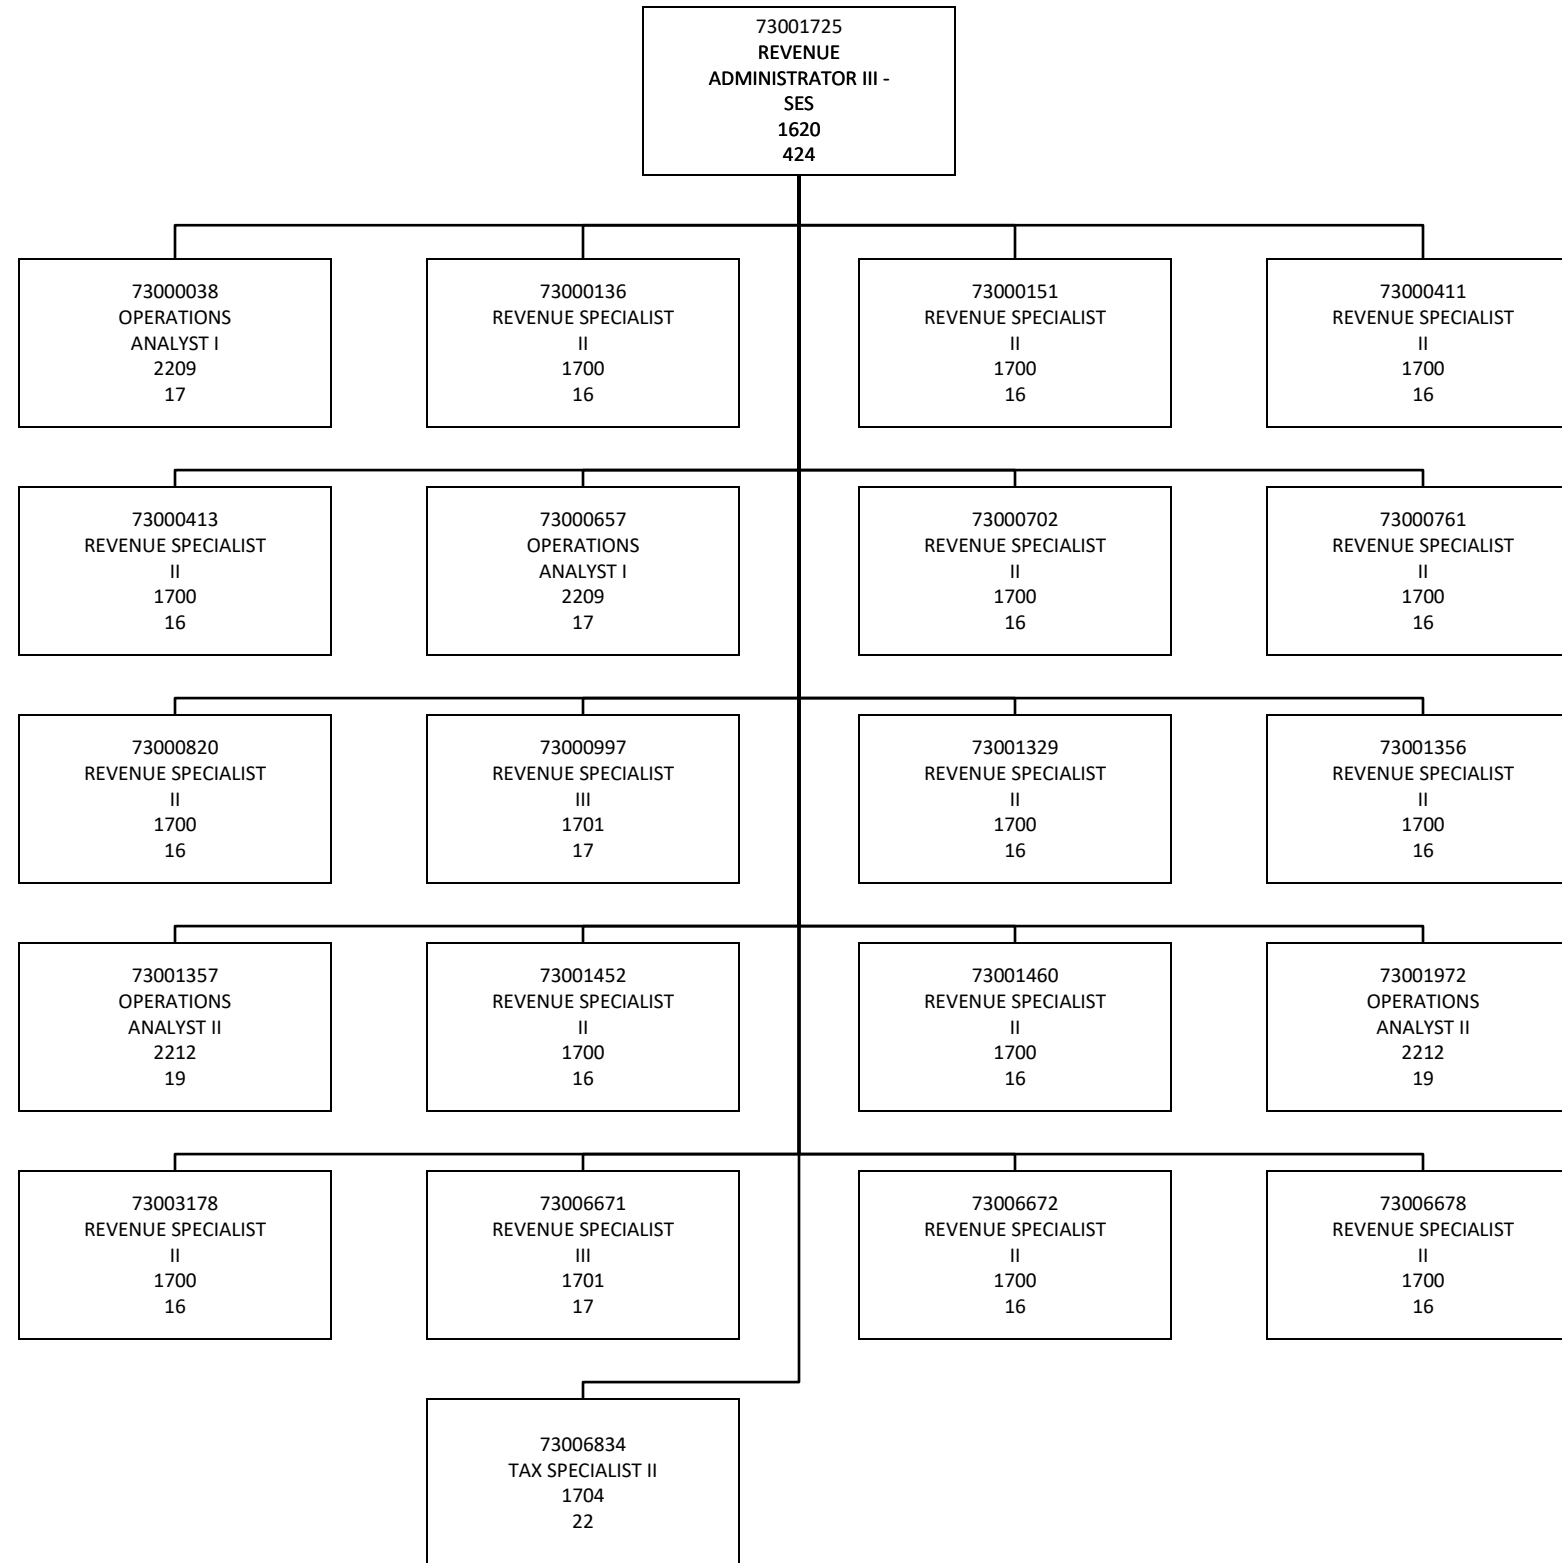 73001725
REVENUE
ADMINISTRATOR III -
SES
1620
424
73000038
OPERATIONS
ANALYST I
2209
17
73000136
REVENUE SPECIALIST
II
1700
16
73000151
REVENUE SPECIALIST
II
1700
16
73000411
REVENUE SPECIALIST
II
1700
16
73000413
REVENUE SPECIALIST
II
1700
16
73000657
OPERATIONS
ANALYST I
2209
17
73000702
REVENUE SPECIALIST
II
1700
16
73000761
REVENUE SPECIALIST
II
1700
16
73000820
REVENUE SPECIALIST
II
1700
16
73000997
REVENUE SPECIALIST
III
1701
17
73001329
REVENUE SPECIALIST
II
1700
16
73001356
REVENUE SPECIALIST
II
1700
16
73001357
OPERATIONS
ANALYST II
2212
19
73001452
REVENUE SPECIALIST
II
1700
16
73001460
REVENUE SPECIALIST
II
1700
16
73001972
OPERATIONS
ANALYST II
2212
19
73003178
REVENUE SPECIALIST
II
1700
16
73006671
REVENUE SPECIALIST
III
1701
17
73006672
REVENUE SPECIALIST
II
1700
16
73006678
REVENUE SPECIALIST
II
1700
16
73006834
TAX SPECIALIST II
1704
22